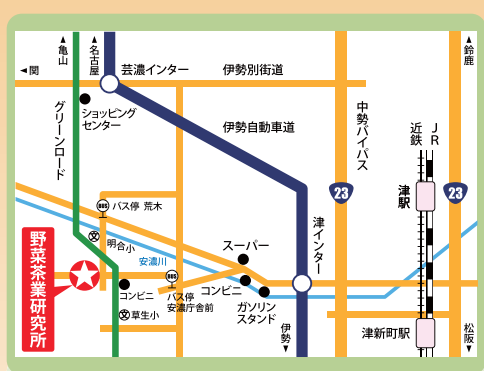 亀山
名古屋
鈴鹿
関
芸濃インター
伊勢別街道
ショッピング
センター
グリーンロード
伊勢自動車道
中勢バイパス
近鉄
JR
津駅
23
23
BUS
バス停 荒木
文
明合小
安濃川
スーパー
津インター
野菜茶業研究所
コンビニ
BUS
バス停
安濃庁舎前
コンビニ
ガソリン
スタンド
文
草生小
伊勢
津新町駅
松阪